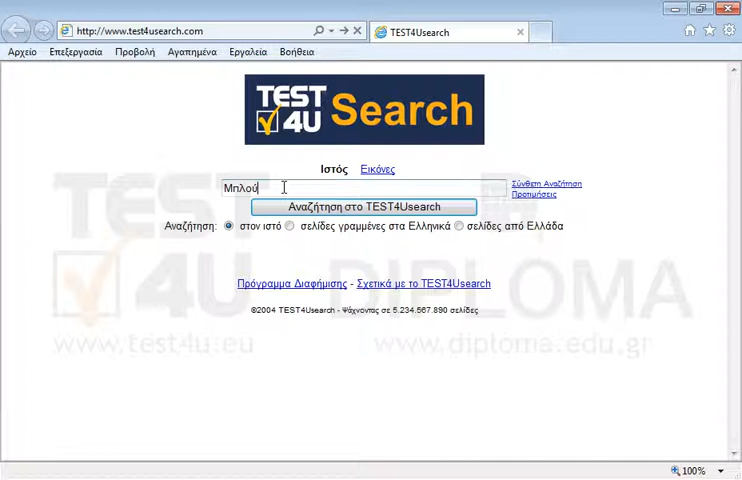 http://www.test4usearch.com
TEST4Usearch
Αρχείο Επεξεργασία Προβολή Αγαπημένα Εργαλεία Βοήθεια
TEST 4U Search
Ιστός Εικόνες
Μπλού
Σύνθετη Αναζήτηση
Προτιμήσεις
Αναζήτηση στο TEST4Usearch
Αναζήτηση: στον ιστό σελίδες γραμμένες στα Ελληνικά σελίδες από Ελλάδα
TEST 4U DIPLOMA
Πρόγραμμα Διαφήμισης - Σχετικά με το TEST4Usearch
©2004 TEST4Usearch - Ψάχνοντας σε 5.234.567.890 σελίδες
www.test4u.eu www.diploma.edu.gr
100%